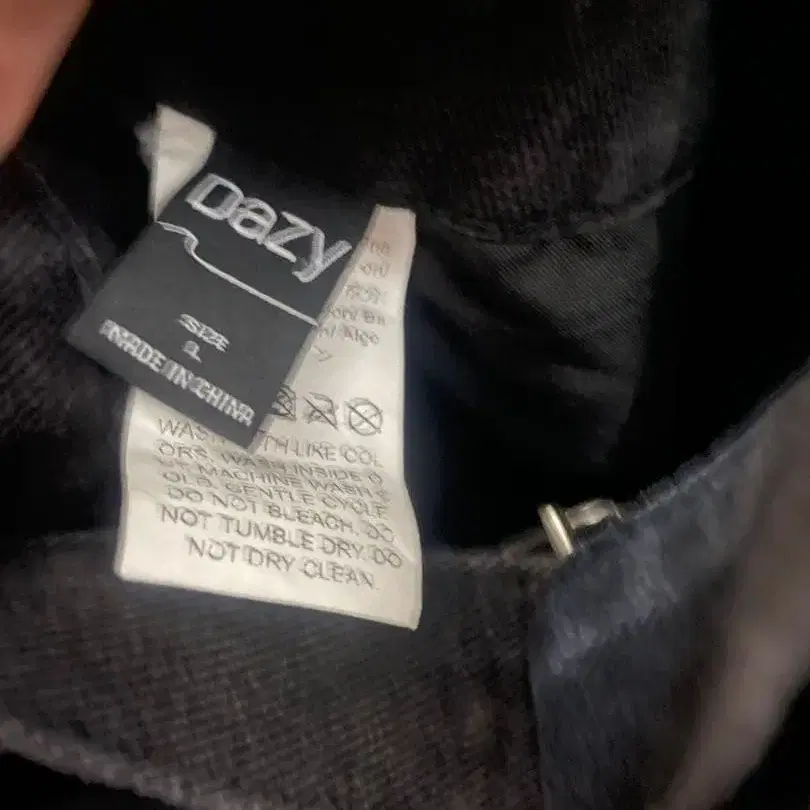 Dazy
SIZE
MADE IN CHINA
WASH WITH LIKE COL
ORS. WASH INSIDE O
UT. MACHINE WASH C
OLD. GENTLE CYCLE
DO NOT BLEACH. DO
NOT TUMBLE DRY. DO
NOT DRY CLEAN.